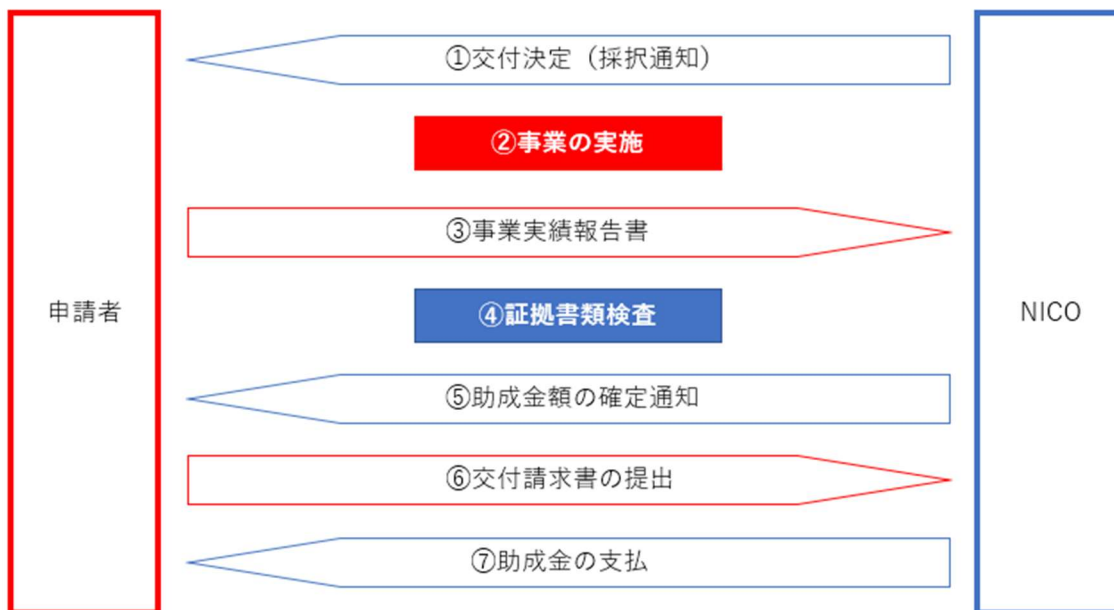 ①交付決定（採択通知）
②事業の実施
③事業実績報告書
申請者
④証拠書類検査
NICO
⑤助成金額の確定通知
⑥交付請求書の提出
⑦助成金の支払